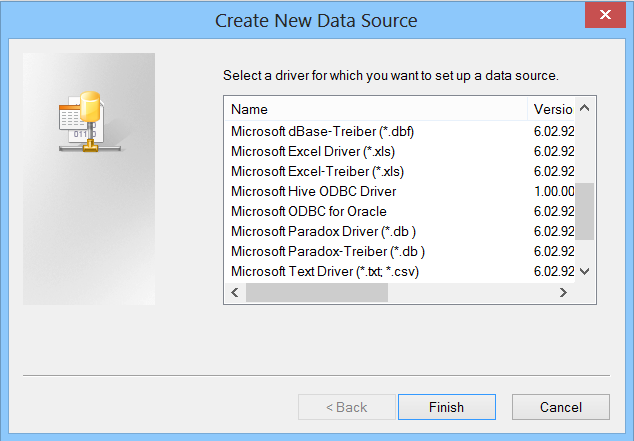 Create New Data Source
Select a driver for which you want to set up a data source.
Name Versio
Microsoft dBase-Treiber (*.dbf) 6.02.92
Microsoft Excel Driver (*.xls) 6.02.92
Microsoft Excel-Treiber (*.xls) 6.02.92
Microsoft Hive ODBC Driver 1.00.00
Microsoft ODBC for Oracle 6.02.92
Microsoft Paradox Driver (*.db ) 6.02.92
Microsoft Paradox-Treiber (*.db ) 6.02.92
Microsoft Text Driver (*.txt; *.csv) 6.02.92
< Back Finish Cancel